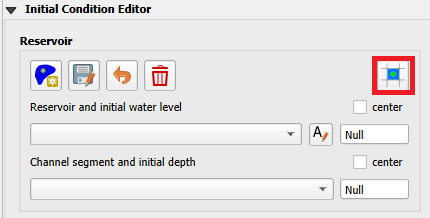 Initial Condition Editor
Reservoir
Reservoir and initial water level
center
A
Null
Channel segment and initial depth
center
Null